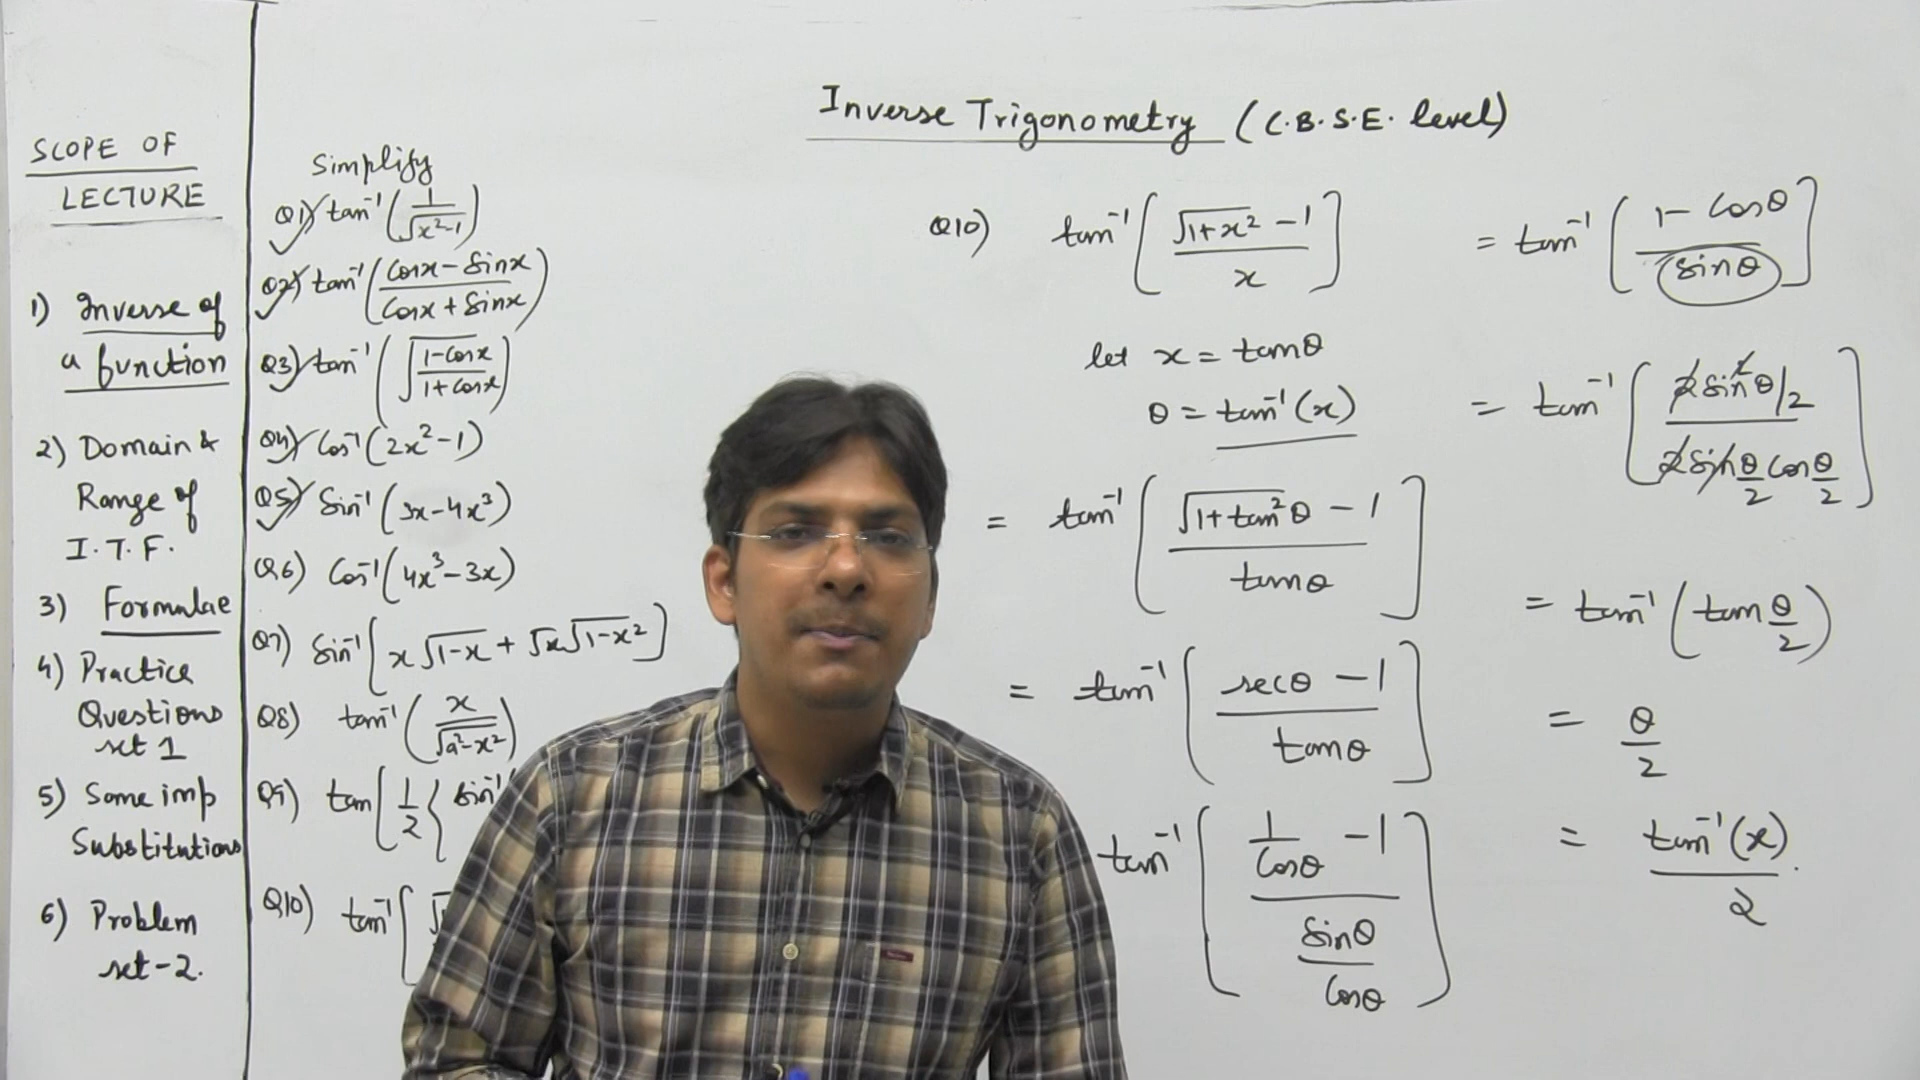 Inverse Trigonometry (C.B.S.E. level)
SCOPE OF
LECTURE
1) Inverse of
a function
2) Domain &
Range of
I.T.F.
3) Formulae
4) Practice
Questions
set 1
5) Some imp
Substitutions
6) Problem
set-2.
Simplify
Q1) tan⁻¹(1/√(x²-1))
Q2) tan⁻¹((cosx - sinx)/(cosx + sinx))
Q3) tan⁻¹(√((1-cosx)/(1+cosx)))
Q4) cos⁻¹(2x²-1)
Q5) sin⁻¹(3x-4x³)
Q6) cos⁻¹(4x³-3x)
Q7) sin⁻¹[x√(1-x) + √x√(1-x²)]
Q8) tan⁻¹(x/√(a²-x²))
Q9) tan[1/2{sin⁻¹
Q10) tan⁻¹[√
Q10) tan⁻¹[(√(1+x²) -1)/x]
let x = tanθ
θ = tan⁻¹(x)
= tan⁻¹[(√(1+tan²θ) - 1)/tanθ]
= tan⁻¹[(secθ - 1)/tanθ]
tan⁻¹[(1/cosθ - 1)/(sinθ/cosθ)]
= tan⁻¹[(1- cosθ)/sinθ]
= tan⁻¹[(2sin²θ/2)/(2sinθ/2 cosθ/2)]
= tan⁻¹(tanθ/2)
= θ/2
= tan⁻¹(x)/2.